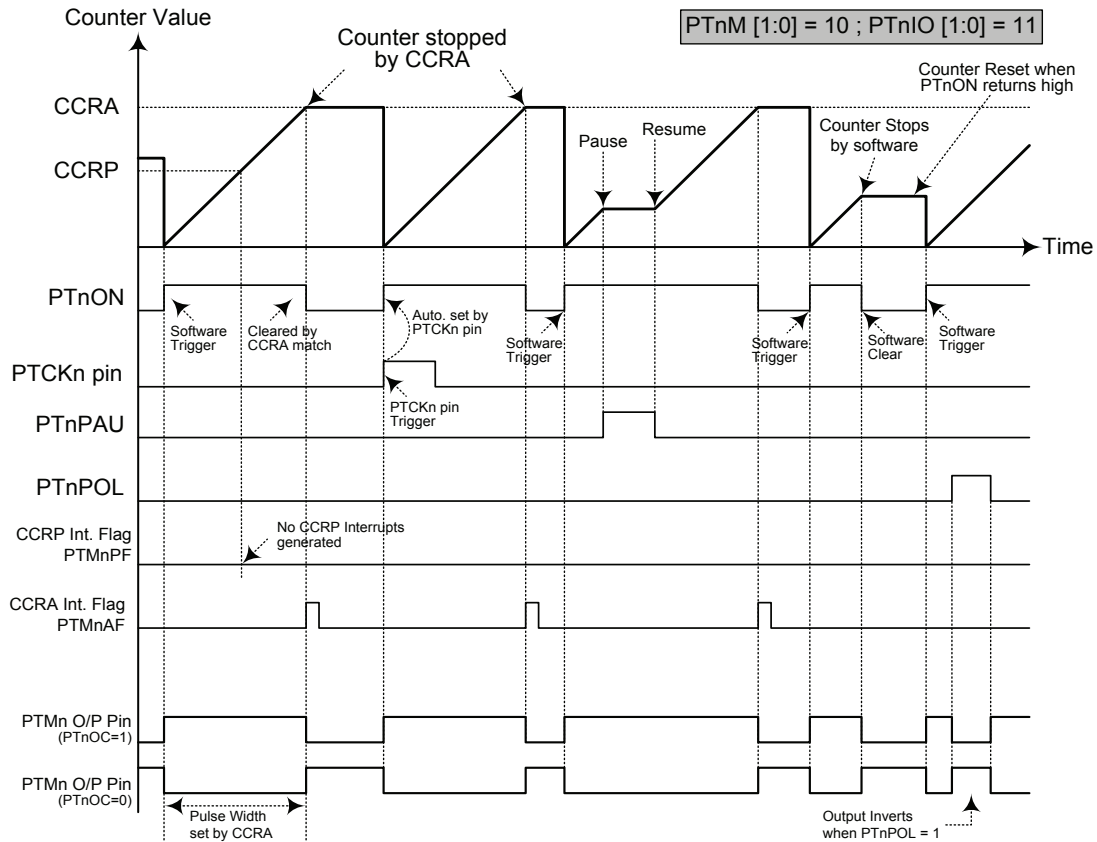 Counter Value
PTnM [1:0] = 10 ; PTnIO [1:0] = 11
Counter stopped
by CCRA
Counter Reset when
PTnON returns high
CCRA
CCRP
Pause
Resume
Counter Stops
by software
Time
PTnON
Software
Trigger
Cleared by
CCRA match
Auto. set by
PTCKn pin
Software
Trigger
Software
Trigger
Software
Clear
Software
Trigger
PTCKn pin
PTCKn pin
Trigger
PTnPAU
PTnPOL
CCRP Int. Flag
PTMnPF
No CCRP Interrupts
generated
CCRA Int. Flag
PTMnAF
PTMn O/P Pin
(PTnOC=1)
PTMn O/P Pin
(PTnOC=0)
Pulse Width
set by CCRA
Output Inverts
when PTnPOL = 1